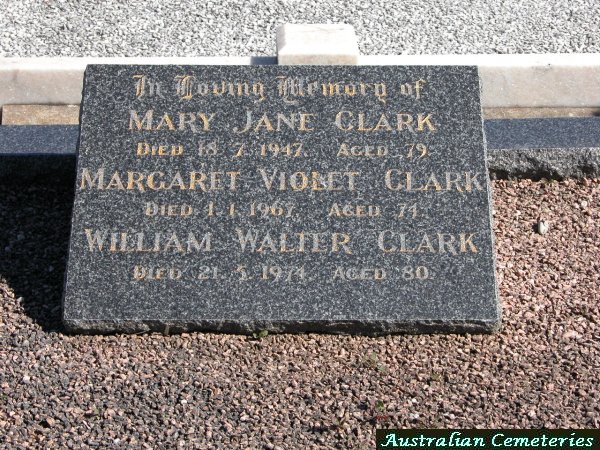 In Loving Memory of
MARY JANE CLARK
DIED 18. 7. 1947. AGED 79.
MARGARET VIOLET CLARK
DIED 1. 1. 1967. AGED 74.
WILLIAM WALTER CLARK
DIED 21. 5. 1974. AGED 80.
Australian Cemeteries